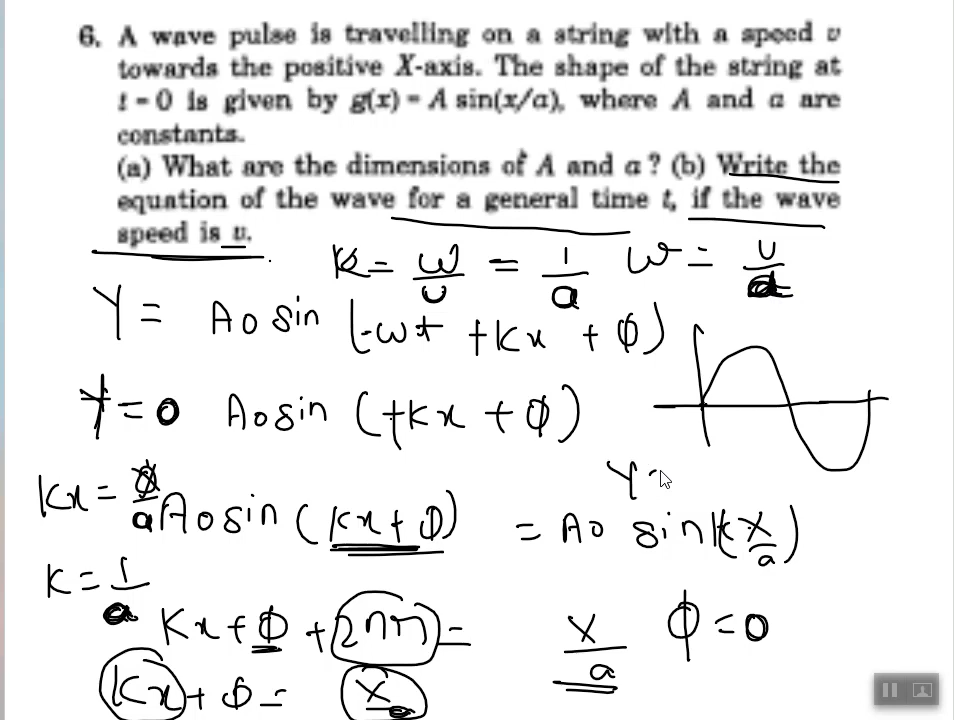 6. A wave pulse is travelling on a string with a speed v
towards the positive X-axis. The shape of the string at
t = 0 is given by g(x) = A sin(x/a), where A and a are
constants.
(a) What are the dimensions of A and a? (b) Write the
equation of the wave for a general time t, if the wave
speed is v.
k = ω/υ = 1/a ω = υ/a
Y = A0 sin (-ωt + kx + φ)
t = 0 A0 sin (+kx + φ)
Y =
kx = x/a A0 sin (kx + φ) = A0 sin (x/a)
k = 1/a
kx + φ + 2nπ = x/a φ = 0
kx + φ = x/a